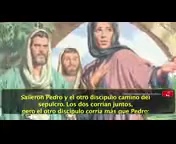 Salieron Pedro y el otro discípulo camino del
sepulcro. Los dos corrían juntos,
pero el otro discípulo corría más que Pedro;